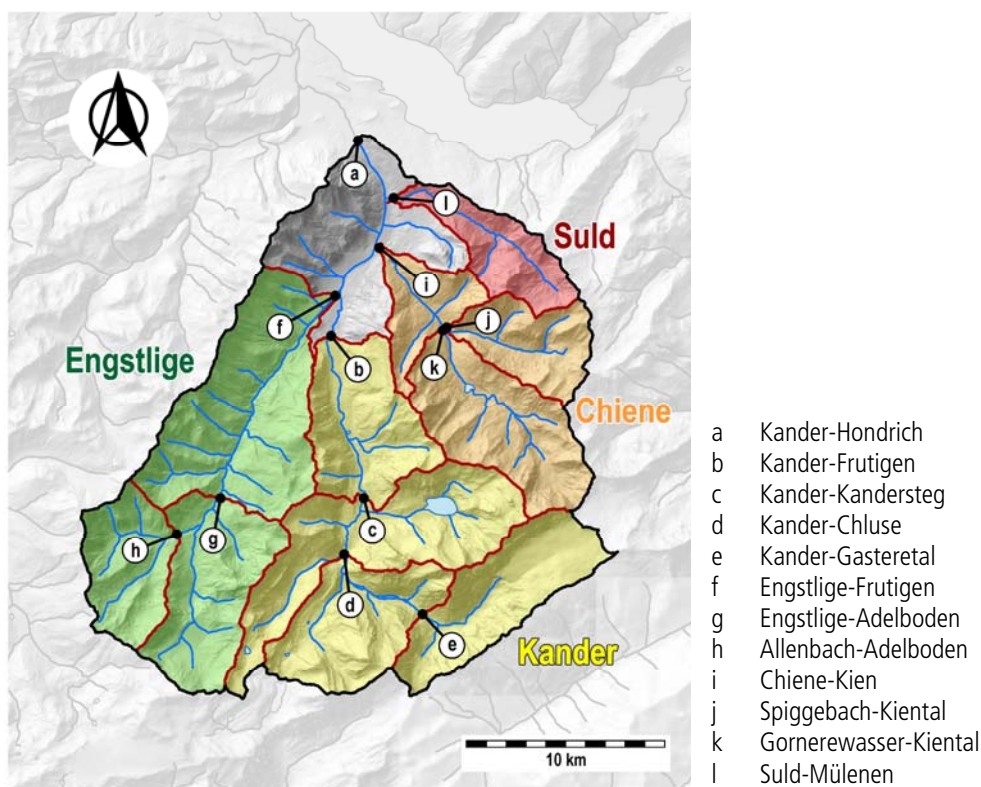 a
l
Suld
i
f
j
b
k
Engstlige
Chiene
c
g
h
d
e
Kander
10 km
a Kander-Hondrich
b Kander-Frutigen
c Kander-Kandersteg
d Kander-Chluse
e Kander-Gasteretal
f Engstlige-Frutigen
g Engstlige-Adelboden
h Allenbach-Adelboden
i Chiene-Kien
j Spiggebach-Kiental
k Gornerewasser-Kiental
l Suld-Mülenen